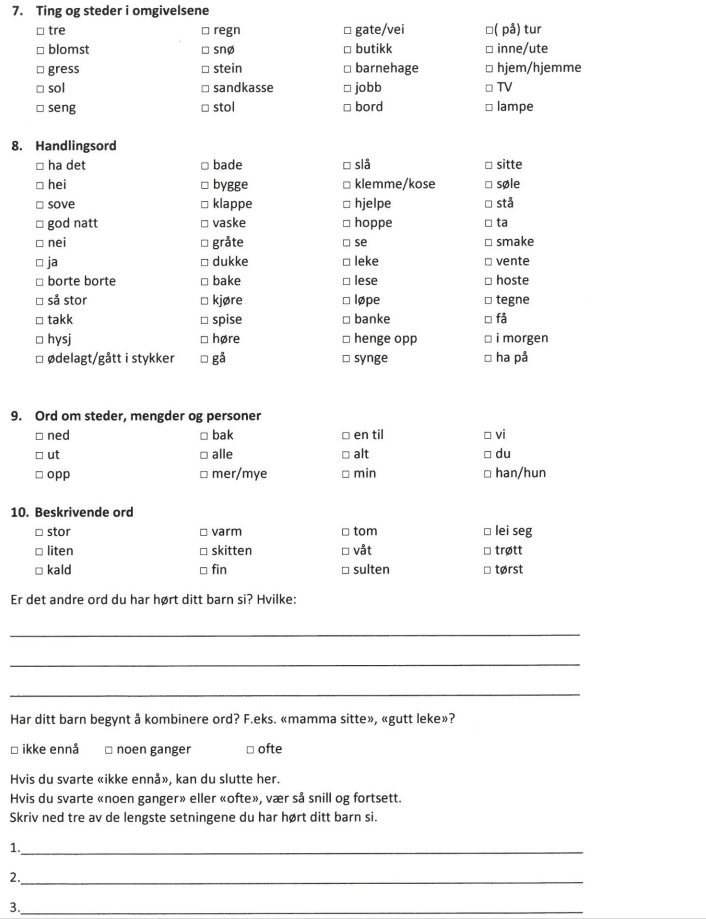 7. Ting og steder i omgivelsene
□ tre □ regn □ gate/vei □( på) tur
□ blomst □ snø □ butikk □ inne/ute
□ gress □ stein □ barnehage □ hjem/hjemme
□ sol □ sandkasse □ jobb □ TV
□ seng □ stol □ bord □ lampe
8. Handlingsord
□ ha det □ bade □ slå □ sitte
□ hei □ bygge □ klemme/kose □ søle
□ sove □ klappe □ hjelpe □ stå
□ god natt □ vaske □ hoppe □ ta
□ nei □ gråte □ se □ smake
□ ja □ dukke □ leke □ vente
□ borte borte □ bake □ lese □ hoste
□ så stor □ kjøre □ løpe □ tegne
□ takk □ spise □ banke □ få
□ hysj □ høre □ henge opp □ i morgen
□ ødelagt/gått i stykker □ gå □ synge □ ha på
9. Ord om steder, mengder og personer
□ ned □ bak □ en til □ vi
□ ut □ alle □ alt □ du
□ opp □ mer/mye □ min □ han/hun
10. Beskrivende ord
□ stor □ varm □ tom □ lei seg
□ liten □ skitten □ våt □ trøtt
□ kald □ fin □ sulten □ tørst
Er det andre ord du har hørt ditt barn si? Hvilke:
Har ditt barn begynt å kombinere ord? F.eks. «mamma sitte», «gutt leke»?
□ ikke ennå □ noen ganger □ ofte
Hvis du svarte «ikke ennå», kan du slutte her.
Hvis du svarte «noen ganger» eller «ofte», vær så snill og fortsett.
Skriv ned tre av de lengste setningene du har hørt ditt barn si.
1.
2.
3.